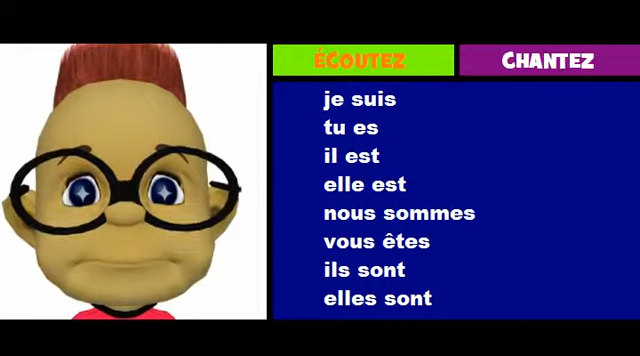 ÉCOUTEZ CHANTEZ
je suis
tu es
il est
elle est
nous sommes
vous êtes
ils sont
elles sont